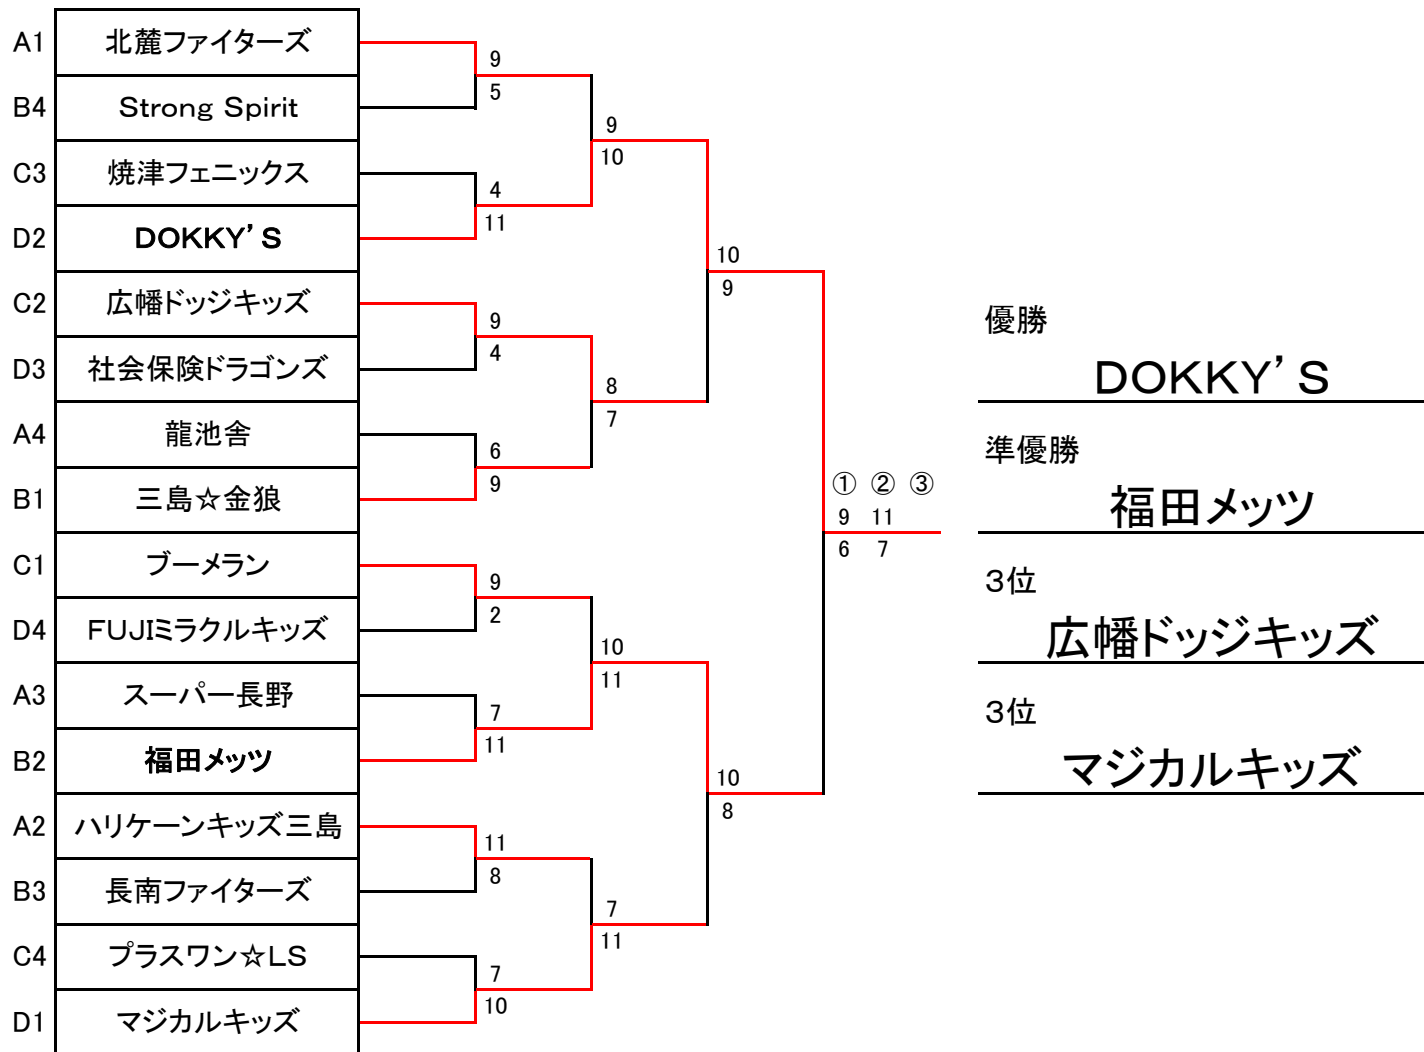 A1 北麓ファイターズ
9
B4 Strong Spirit
5
9
C3 焼津フェニックス
10
4
D2 DOKKY'S
11
10
C2 広幡ドッジキッズ
9
9
D3 社会保険ドラゴンズ
4
8
A4 龍池舎
7
6
B1 三島☆金狼
9
① ② ③
9 11
6 7
C1 ブーメラン
9
D4 FUJIミラクルキッズ
2
10
A3 スーパー長野
11
7
B2 福田メッツ
11
10
A2 ハリケーンキッズ三島
8
11
B3 長南ファイターズ
8
7
C4 プラスワン☆LS
11
7
D1 マジカルキッズ
10
優勝
DOKKY'S
準優勝
福田メッツ
3位
広幡ドッジキッズ
3位
マジカルキッズ